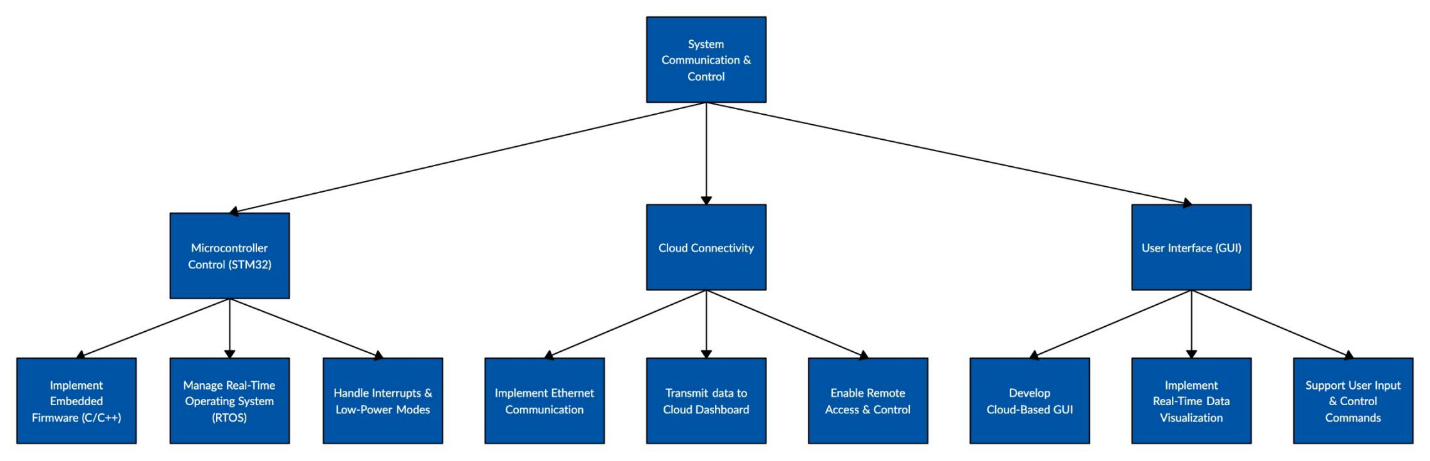 System
Communication &
Control
Microcontroller
Control (STM32)
Cloud Connectivity
User Interface (GUI)
Implement
Embedded
Firmware (C/C++)
Manage Real-Time
Operating System
(RTOS)
Handle Interrupts &
Low-Power Modes
Implement Ethernet
Communication
Transmit data to
Cloud Dashboard
Enable Remote
Access & Control
Develop
Cloud-Based GUI
Implement
Real-Time Data
Visualization
Support User Input
& Control
Commands